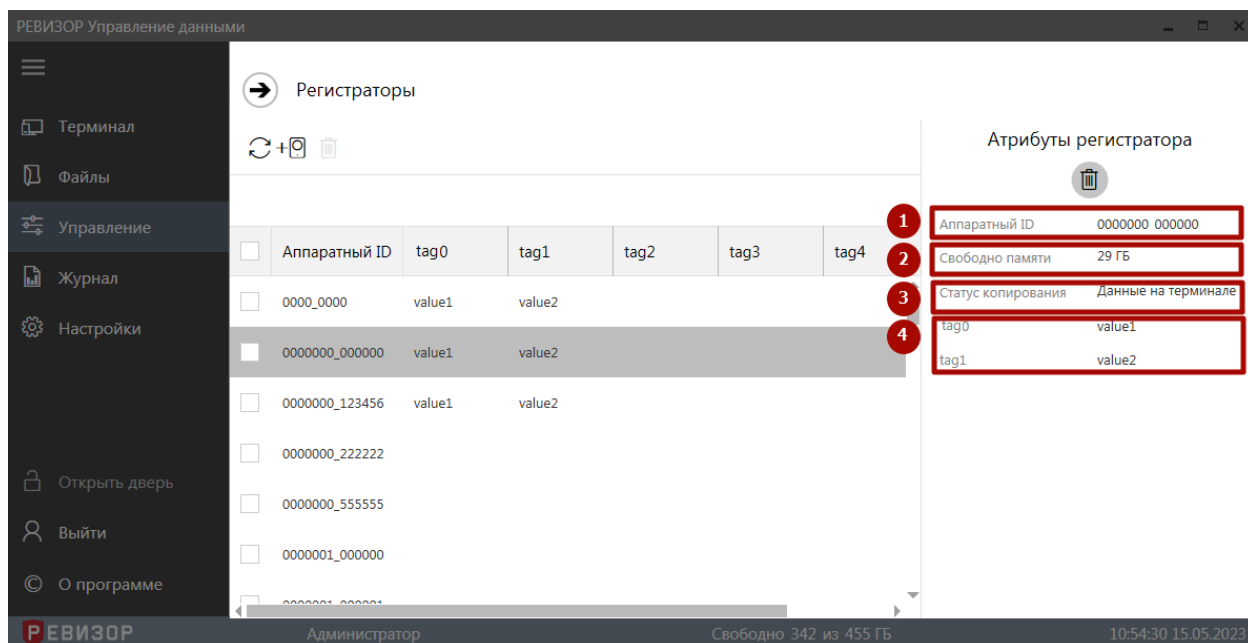 РЕВИЗОР Управление данными
Терминал
Файлы
Управление
Журнал
Настройки
Открыть дверь
Выйти
О программе
Регистраторы
Аппаратный ID tag0 tag1 tag2 tag3 tag4
0000_0000 value1 value2
0000000_000000 value1 value2
0000000_123456 value1 value2
0000000_222222
0000000_555555
0000001_000000
Атрибуты регистратора
1 Аппаратный ID 0000000_000000
2 Свободно памяти 29 ГБ
3 Статус копирования Данные на терминале
4 tag0 value1
tag1 value2
РЕВИЗОР Администратор Свободно 342 из 455 ГБ 10:54:30 15.05.2023